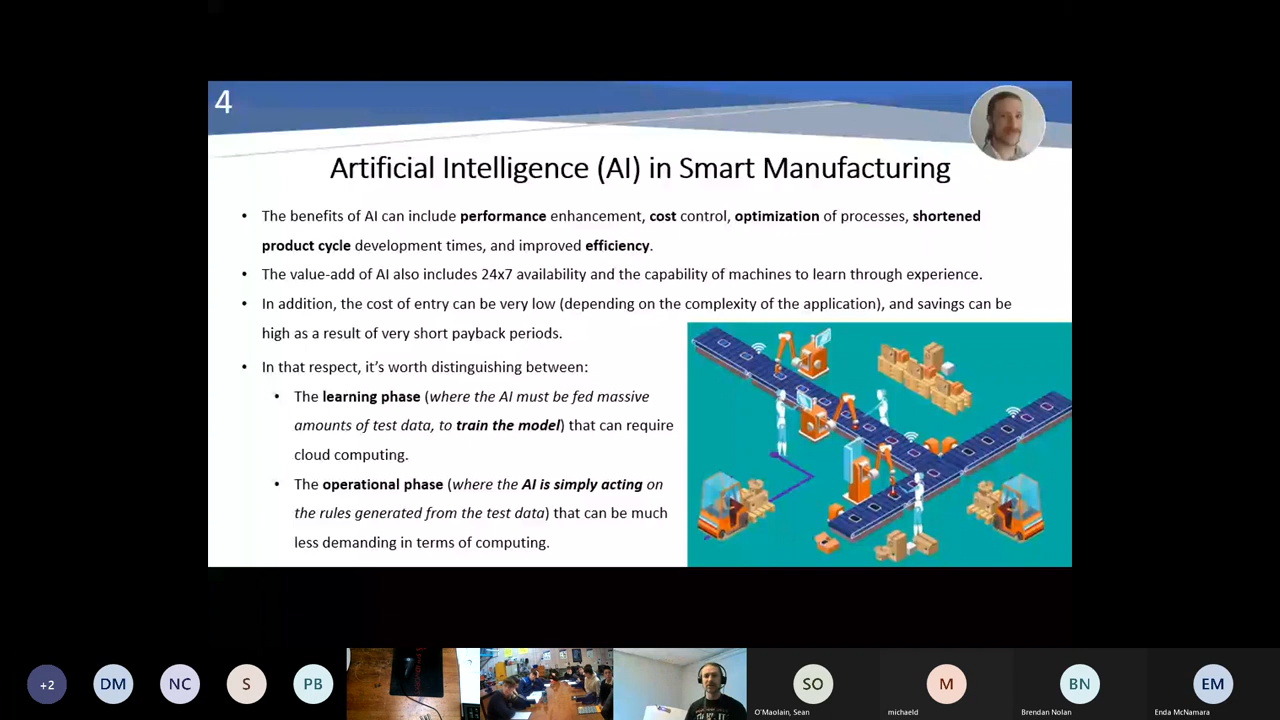 4
Artificial Intelligence (AI) in Smart Manufacturing
• The benefits of AI can include performance enhancement, cost control, optimization of processes, shortened
product cycle development times, and improved efficiency.
• The value-add of AI also includes 24x7 availability and the capability of machines to learn through experience.
• In addition, the cost of entry can be very low (depending on the complexity of the application), and savings can be
high as a result of very short payback periods.
• In that respect, it's worth distinguishing between:
• The learning phase (where the AI must be fed massive
amounts of test data, to train the model) that can require
cloud computing.
• The operational phase (where the AI is simply acting on
the rules generated from the test data) that can be much
less demanding in terms of computing.
+2
DM
NC
S
PB
SO
M
BN
EM
O'Maolain, Sean
michaeld
Brendan Nolan
Enda McNamara